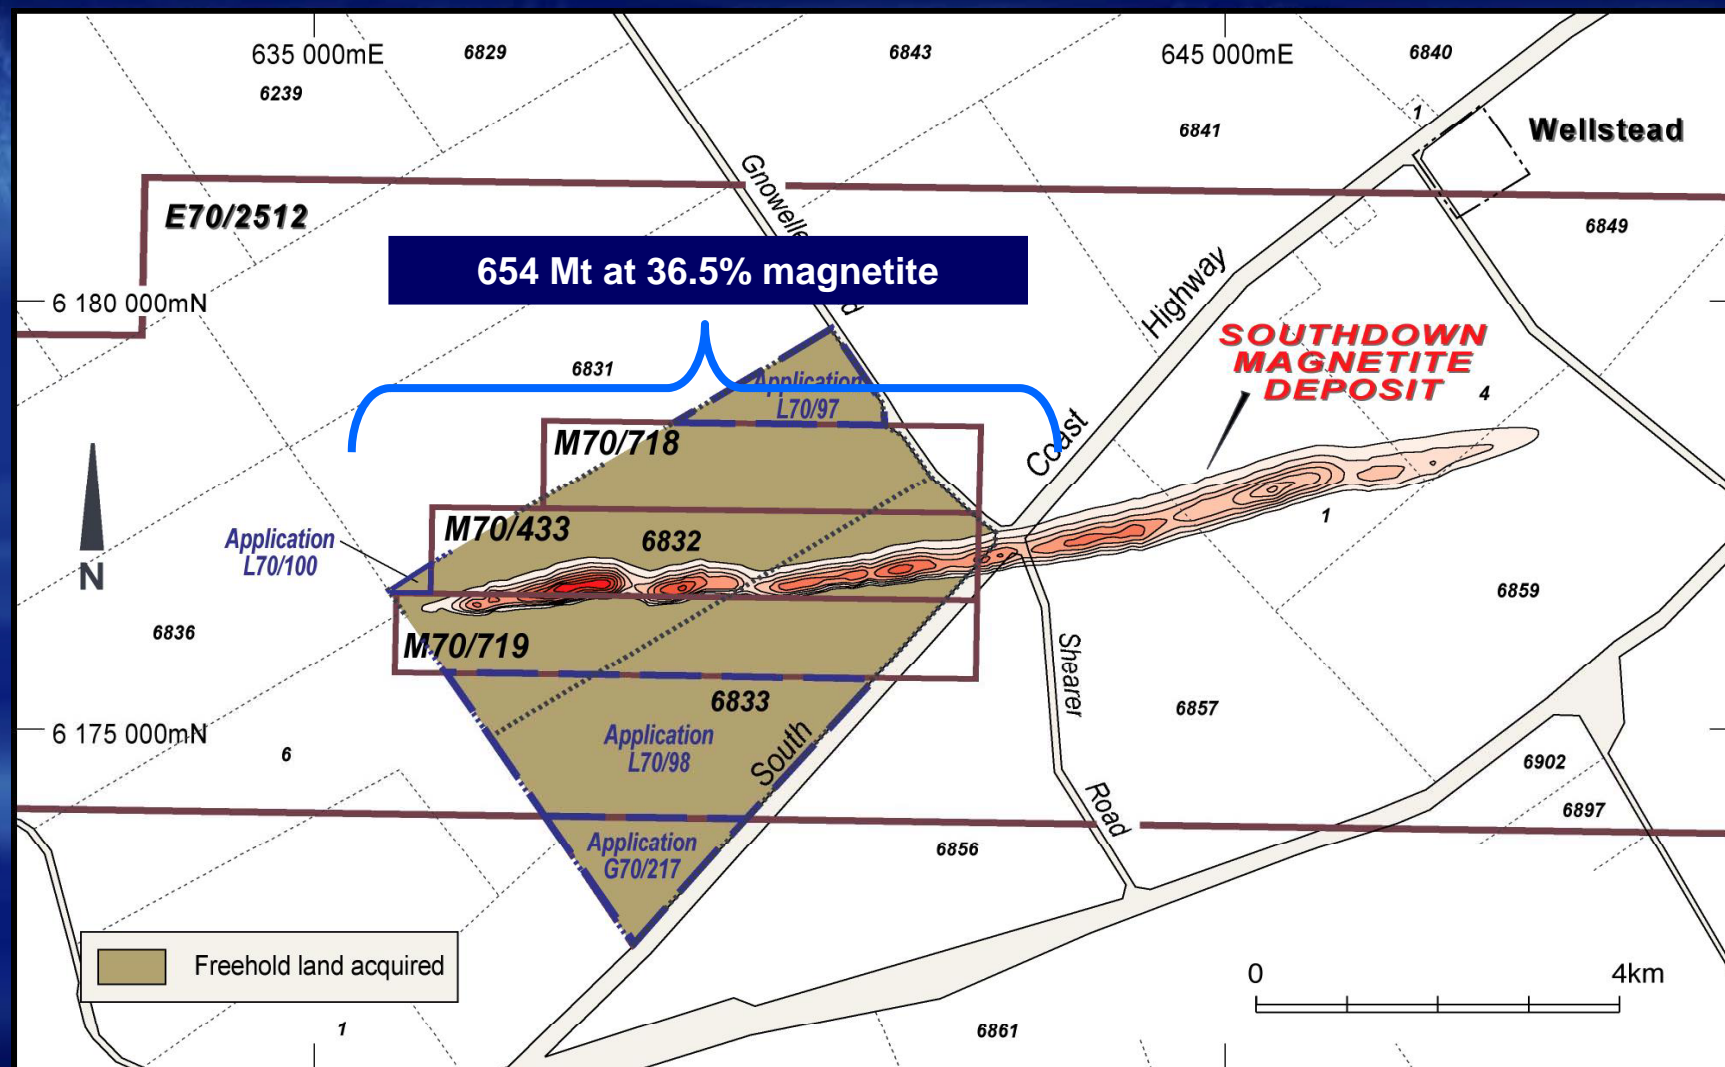 635 000mE
6829
6843
645 000mE
6840
6239
1
6841
Wellstead
E70/2512
6849
654 Mt at 36.5% magnetite
6 180 000mN
Highway
SOUTHDOWN
MAGNETITE
DEPOSIT
6831
Application
L70/97
4
M70/718
Coast
M70/433
6832
1
Application
L70/100
N
6859
6836
M70/719
Shearer
6833
6857
6 175 000mN
Application
L70/98
South
6
6902
Road
6897
Application
G70/217
6856
Freehold land acquired
0
4km
1
6861